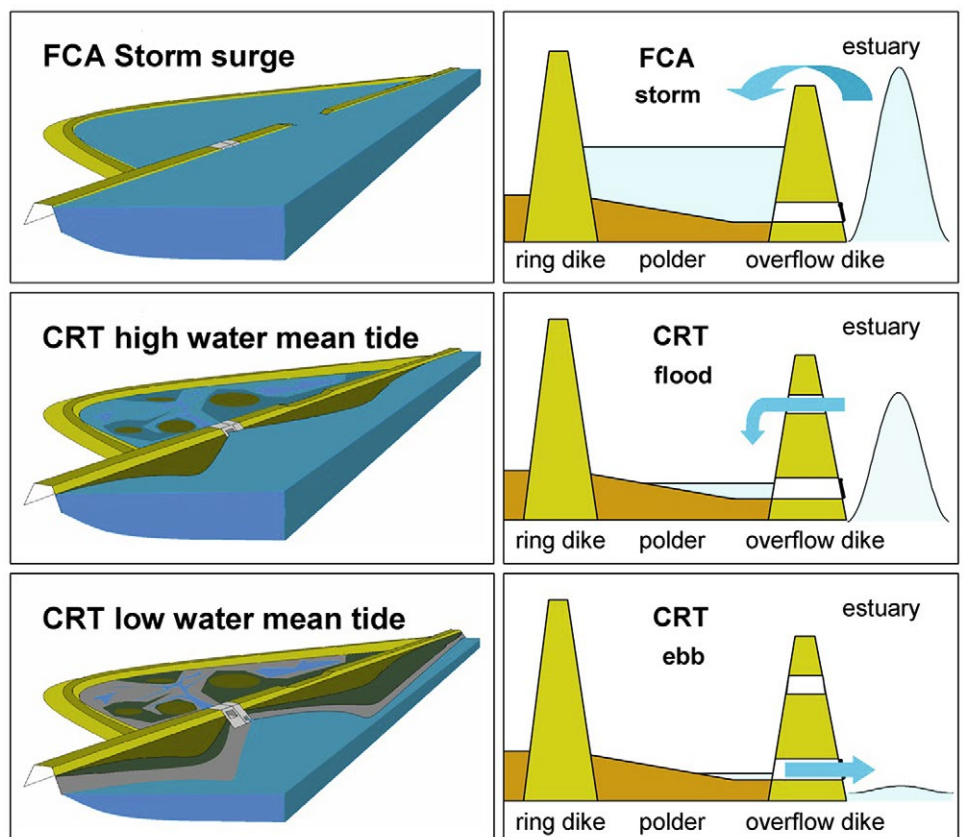 FCA Storm surge
FCA
storm
estuary
ring dike polder overflow dike
CRT high water mean tide
CRT
flood
estuary
ring dike polder overflow dike
CRT low water mean tide
CRT
ebb
estuary
ring dike polder overflow dike